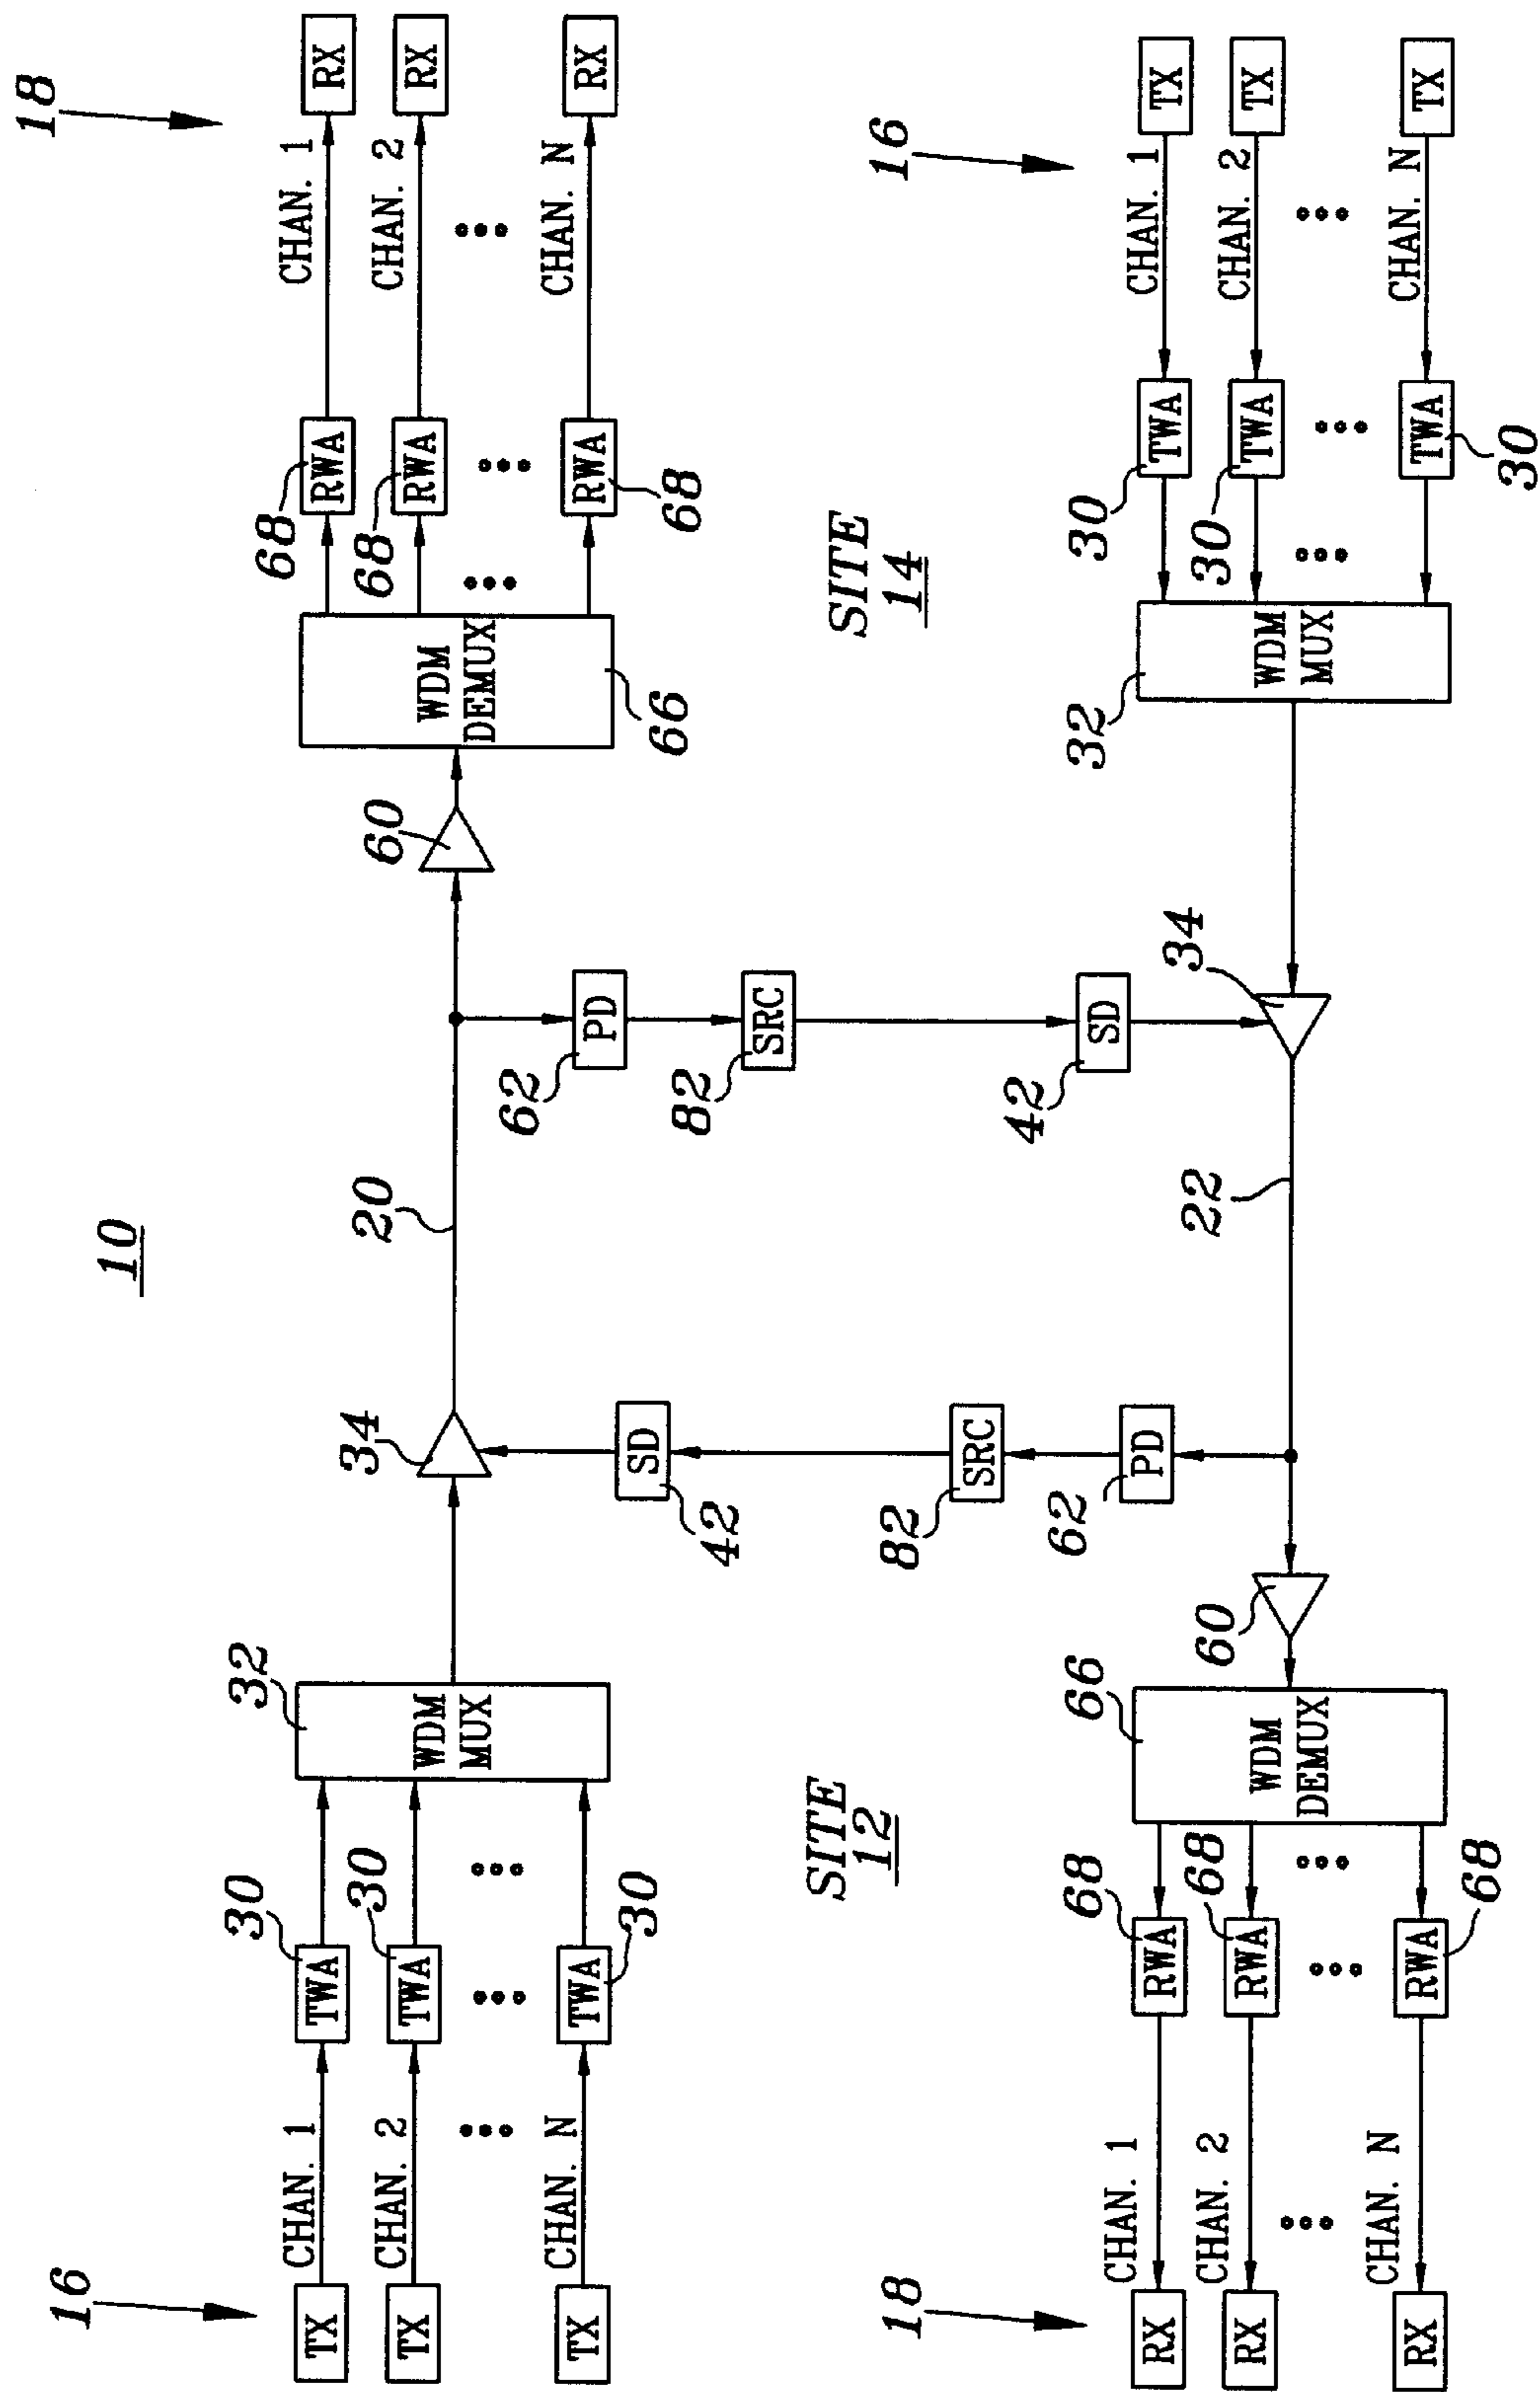 10
16
TX
CHAN. 1
30
TWA
TX
CHAN. 2
30
TWA
TX
CHAN. N
TWA
30
32
WDM
MUX
34
20
SD
42
60
WDM
DEMUX
66
68
RWA
CHAN. 1
RX
68
RWA
CHAN. 2
RX
RWA
68
CHAN. N
RX
18
PD
62
SRC
82
SITE
12
SITE
14
SRC
82
PD
62
SD
42
18
RX
CHAN. 1
68
RWA
RX
CHAN. 2
68
RWA
RX
CHAN. N
RWA
68
66
WDM
DEMUX
60
22
34
32
WDM
MUX
30
TWA
CHAN. 1
TX
30
TWA
CHAN. 2
TX
TWA
30
CHAN. N
TX
16